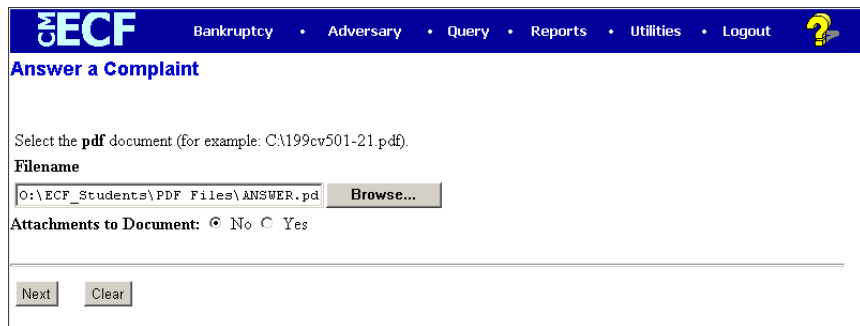 CM ECF Bankruptcy • Adversary • Query • Reports • Utilities • Logout ?
Answer a Complaint
Select the pdf document (for example: C:\199cv501-21.pdf).
Filename
O:\ECF_Students\PDF Files\ANSWER.pd Browse...
Attachments to Document: No Yes
Next Clear